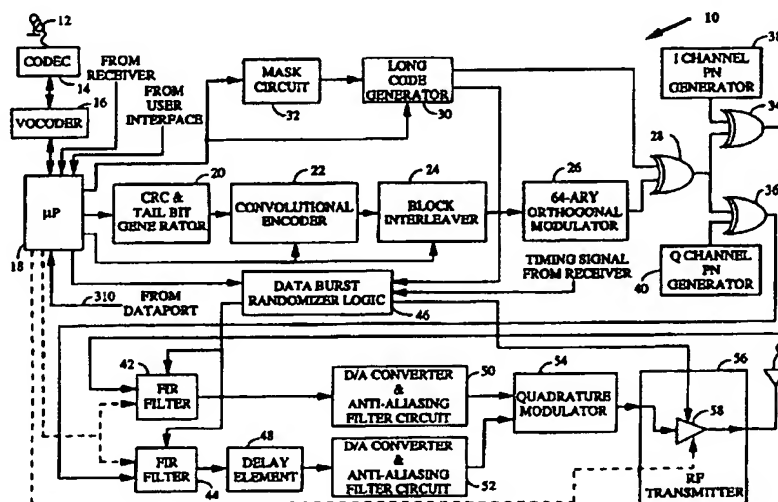 12
CODEC
14
FROM
RECEIVER
16
VOCODER
FROM
USER
INTERFACE
MASK
CIRCUIT
32
LONG
CODE
GENERATOR
30
10
38
I CHANNEL
PN
GENERATOR
34
28
μP
18
20
CRC &
TAIL BIT
GENERATOR
22
CONVOLUTIONAL
ENCODER
24
BLOCK
INTERLEAVER
26
64-ARY
ORTHOGONAL
MODULATOR
36
Q CHANNEL
PN
GENERATOR
40
310
FROM
DATAPORT
DATA BURST
RANDOMIZER LOGIC
46
TIMING SIGNAL
FROM RECEIVER
42
FIR
FILTER
50
D/A CONVERTER
&
ANTI-ALIASING
FILTER CIRCUIT
54
QUADRATURE
MODULATOR
56
58
FIR
FILTER
44
48
DELAY
ELEMENT
D/A CONVERTER
&
ANTI-ALIASING
FILTER CIRCUIT
52
RF
TRANSMITTER